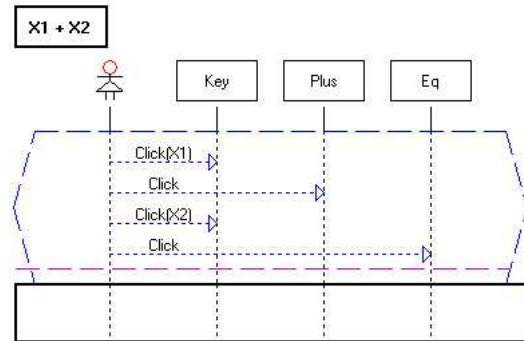 X1 + X2
Key Plus Eq
Click(X1)
Click
Click(X2)
Click